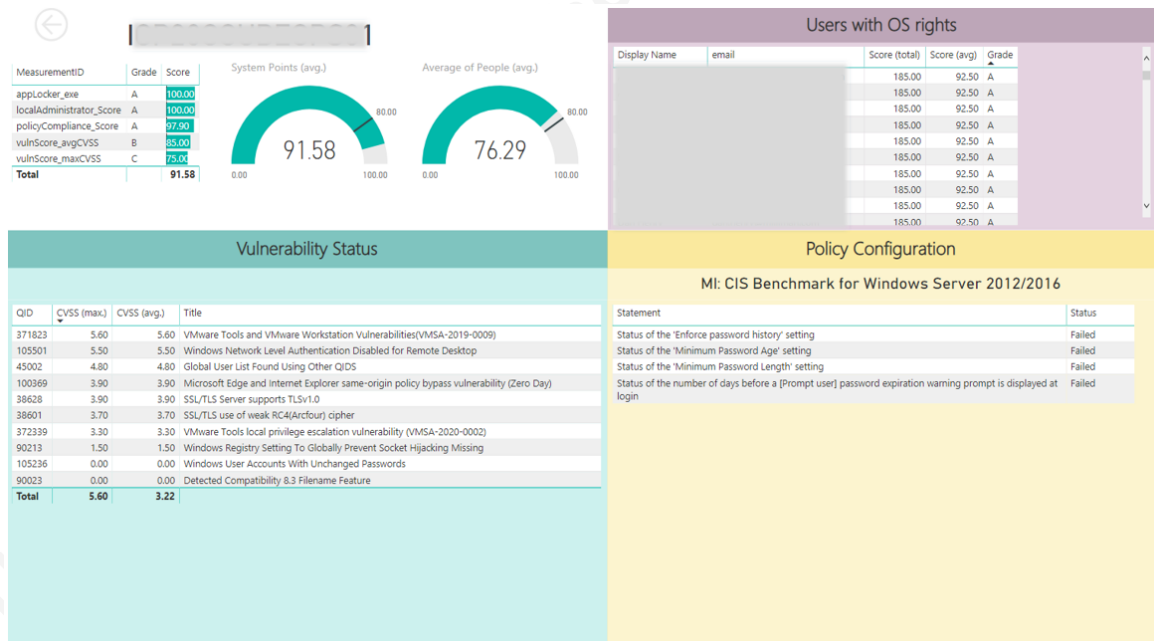 Users with OS rights
MeasurementID Grade Score
appLocker_exe A 100.00
localAdministrator_Score A 100.00
policyCompliance_Score A 97.90
vulnScore_avgCVSS B 85.00
vulnScore_maxCVSS C 75.00
Total 91.58
System Points (avg.)
80.00
91.58
0.00 100.00
Average of People (avg.)
80.00
76.29
0.00 100.00
Display Name email Score (total) Score (avg) Grade
185.00 92.50 A
185.00 92.50 A
185.00 92.50 A
185.00 92.50 A
185.00 92.50 A
185.00 92.50 A
185.00 92.50 A
185.00 92.50 A
185.00 92.50 A
185.00 92.50 A
Vulnerability Status
QID CVSS (max.) CVSS (avg.) Title
371823 5.60 5.60 VMware Tools and VMware Workstation Vulnerabilities(VMSA-2019-0009)
105501 5.50 5.50 Windows Network Level Authentication Disabled for Remote Desktop
45002 4.80 4.80 Global User List Found Using Other QIDS
100369 3.90 3.90 Microsoft Edge and Internet Explorer same-origin policy bypass vulnerability (Zero Day)
38628 3.90 3.90 SSL/TLS Server supports TLSv1.0
38601 3.70 3.70 SSL/TLS use of weak RC4(Arcfour) cipher
372339 3.30 3.30 VMware Tools local privilege escalation vulnerability (VMSA-2020-0002)
90213 1.50 1.50 Windows Registry Setting To Globally Prevent Socket Hijacking Missing
105236 0.00 0.00 Windows User Accounts With Unchanged Passwords
90023 0.00 0.00 Detected Compatibility 8.3 Filename Feature
Total 5.60 3.22
Policy Configuration
MI: CIS Benchmark for Windows Server 2012/2016
Statement Status
Status of the 'Enforce password history' setting Failed
Status of the 'Minimum Password Age' setting Failed
Status of the 'Minimum Password Length' setting Failed
Status of the number of days before a [Prompt user] password expiration warning prompt is displayed at Failed
login